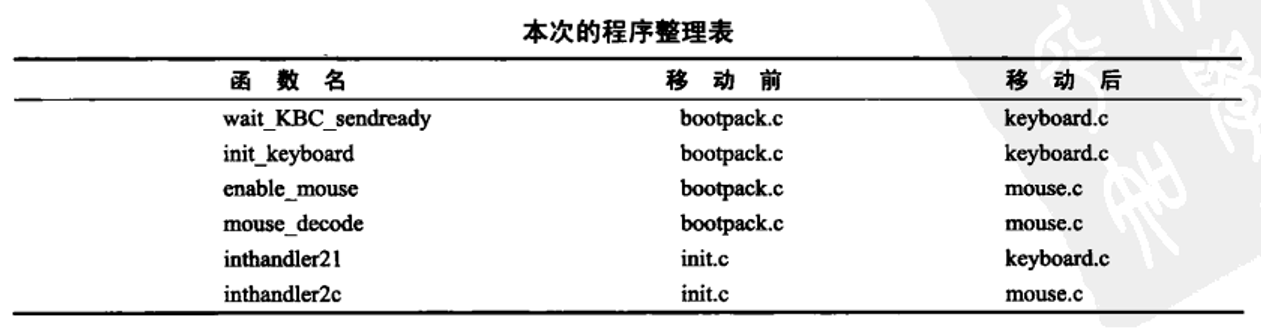 本次的程序整理表
函数名 移动前 移动后
wait_KBC_sendready bootpack.c keyboard.c
init_keyboard bootpack.c keyboard.c
enable_mouse bootpack.c mouse.c
mouse_decode bootpack.c mouse.c
inthandler21 init.c keyboard.c
inthandler2c init.c mouse.c